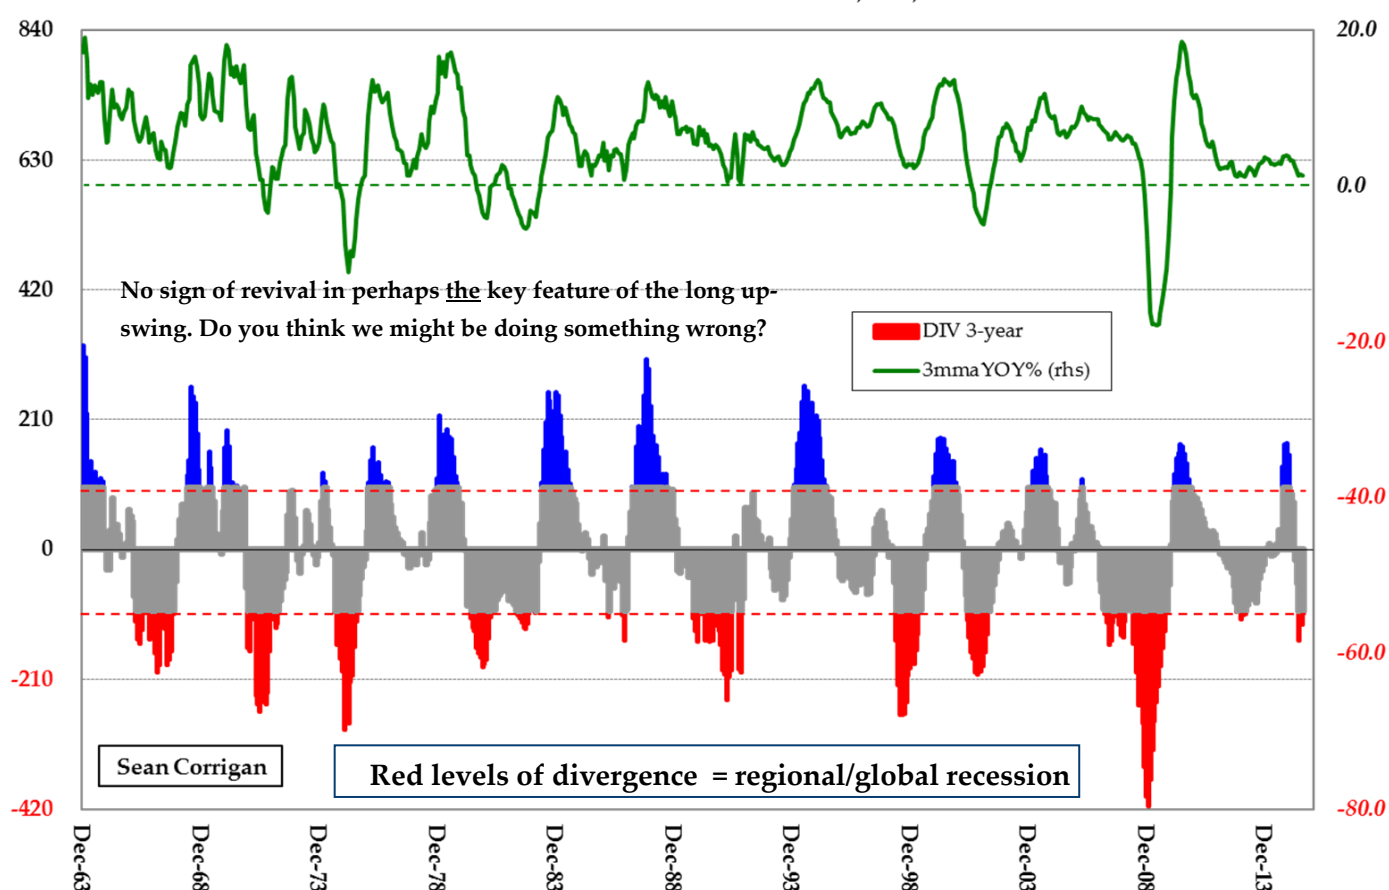 840
630
420
210
0
-210
-420
20.0
0.0
-20.0
-40.0
-60.0
-80.0
No sign of revival in perhaps the key feature of the long up-
swing. Do you think we might be doing something wrong?
DIV 3-year
3mmaYOY% (rhs)
Sean Corrigan
Red levels of divergence = regional/global recession
Dec-63
Dec-68
Dec-73
Dec-78
Dec-83
Dec-88
Dec-93
Dec-98
Dec-03
Dec-08
Dec-13